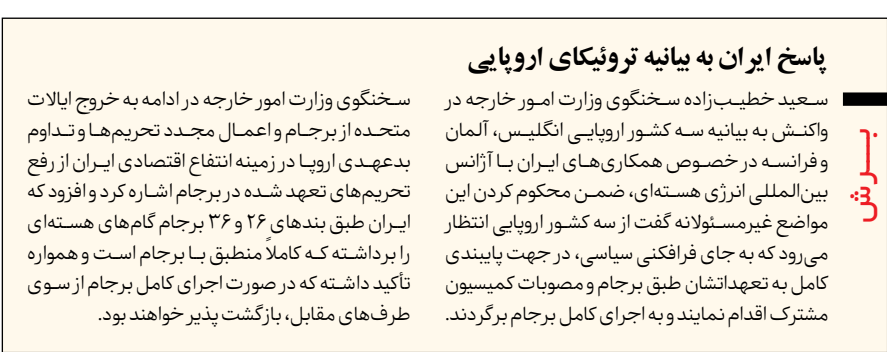 پاسخ ایران به بیانیه تروئیکای اروپایی
برش
سعید خطیب‌زاده سخنگوی وزارت امور خارجه در
واکنش به بیانیه سه کشور اروپایی انگلیس، آلمان
و فرانسه در خصوص همکاری‌های ایران با آژانس
بین‌المللی انرژی هسته‌ای، ضمن محکوم کردن این
مواضع غیرمسئولانه گفت از سه کشور اروپایی انتظار
می‌رود که به جای فرافکنی سیاسی، در جهت پایبندی
کامل به تعهداتشان طبق برجام و مصوبات کمیسیون
مشترک اقدام نمایند و به اجرای کامل برجام برگردند.
سخنگوی وزارت امور خارجه در ادامه به خروج ایالات
متحده از برجام و اعمال مجدد تحریم‌ها و تداوم
بدعهدی اروپا در زمینه انتفاع اقتصادی ایران از رفع
تحریم‌های تعهد شده در برجام اشاره کرد و افزود که
ایران طبق بندهای ۲۶ و ۳۶ برجام گام‌های هسته‌ای
را برداشته که کاملاً منطبق با برجام است و همواره
تأکید داشته که در صورت اجرای کامل برجام از سوی
طرف‌های مقابل، بازگشت پذیر خواهند بود.